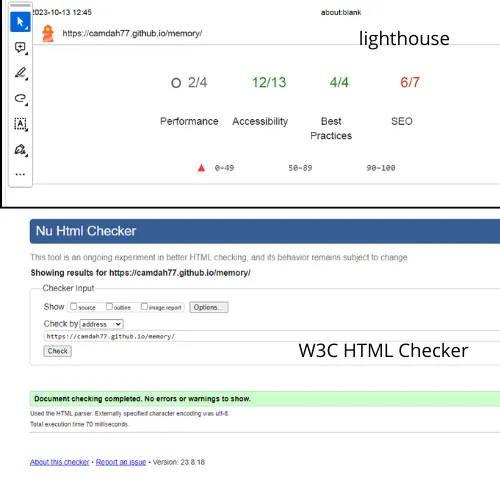 2023-10-13 12:45 about:blank
https://camdah77.github.io/memory/
lighthouse
2/4 12/13 4/4 6/7
Performance Accessibility Best Practices SEO
0–49 50–89 90–100
Nu Html Checker
This tool is an ongoing experiment in better HTML checking, and its behavior remains subject to change
Showing results for https://camdah77.github.io/memory/
Checker Input
Show source outline image report Options...
Check by address
https://camdah77.github.io/memory/
Check
W3C HTML Checker
Document checking completed. No errors or warnings to show.
Used the HTML parser. Externally specified character encoding was utf-8.
Total execution time 70 milliseconds.
About this checker • Report an issue • Version: 23.8.18